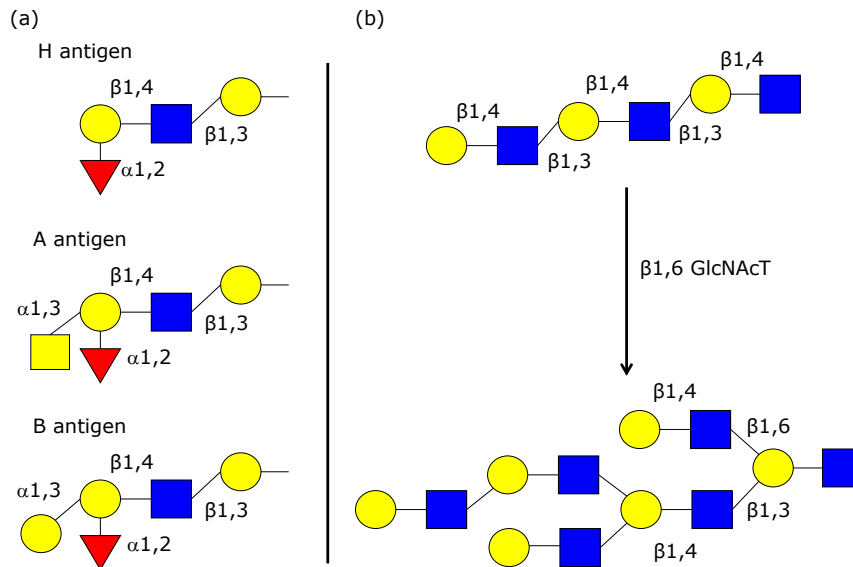 (a)
H antigen
β1,4
β1,3
α1,2
A antigen
β1,4
α1,3
β1,3
α1,2
B antigen
β1,4
α1,3
β1,3
α1,2
(b)
β1,4
β1,4
β1,4
β1,3
β1,3
β1,6 GlcNAcT
β1,4
β1,6
β1,3
β1,4